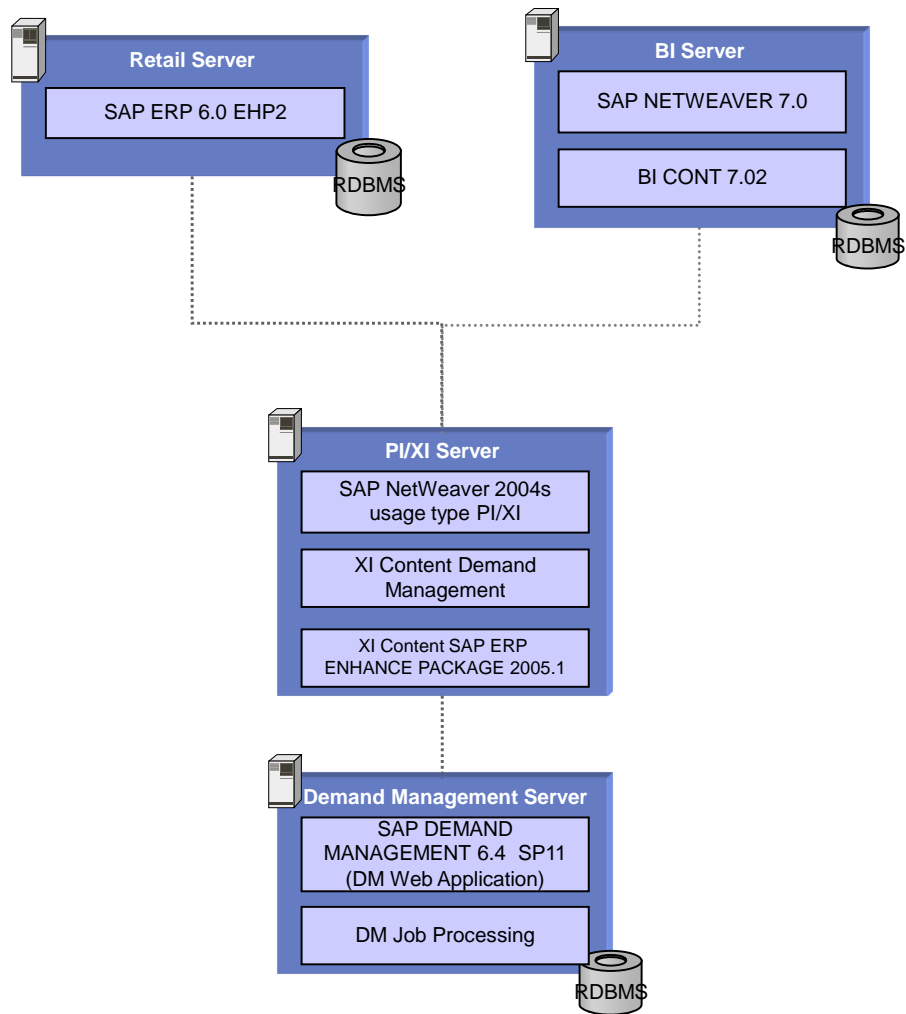 Retail Server
SAP ERP 6.0 EHP2
RDBMS
BI Server
SAP NETWEAVER 7.0
BI CONT 7.02
RDBMS
PI/XI Server
SAP NetWeaver 2004s
usage type PI/XI
XI Content Demand
Management
XI Content SAP ERP
ENHANCE PACKAGE 2005.1
Demand Management Server
SAP DEMAND
MANAGEMENT 6.4 SP11
(DM Web Application)
DM Job Processing
RDBMS